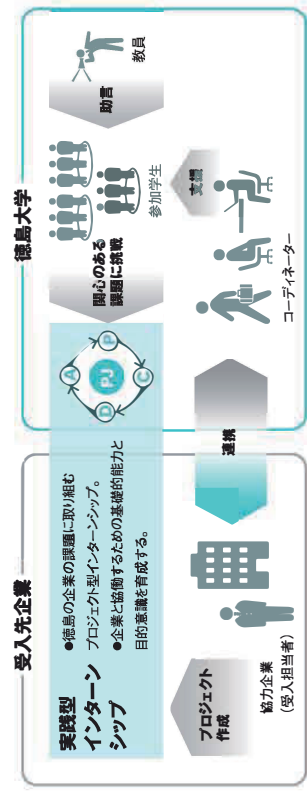 受入先企業
実践型
インターン
シップ
●徳島の企業の課題に取り組む
プロジェクト型インターンシップ。
●企業と協働するための基礎的能力と
目的意識を育成する。
PJ
P
D
C
A
プロジェクト
作成
協力企業
（受入担当者）
連携
徳島大学
関心のある
課題に挑戦
参加学生
助言
教員
支援
コーディネーター